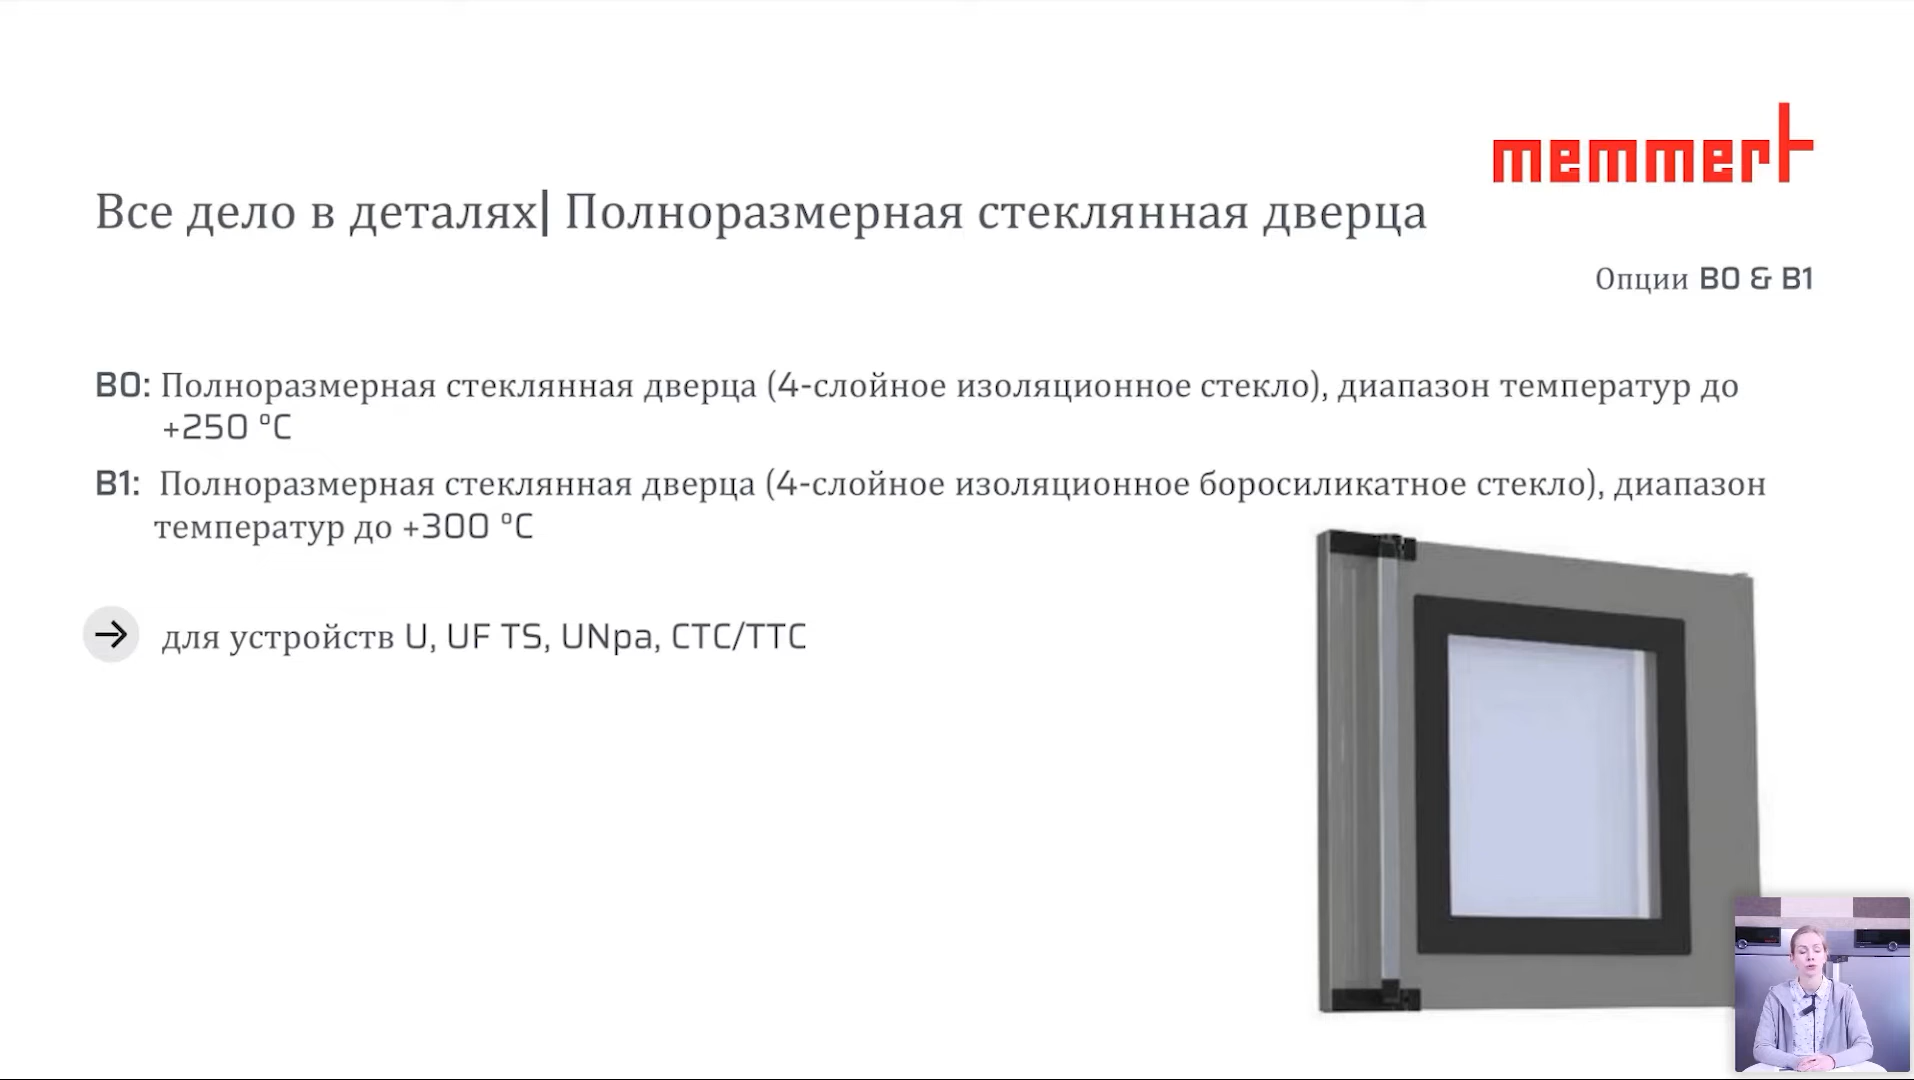 memmert
Все дело в деталях| Полноразмерная стеклянная дверца
Опции B0 & B1
B0: Полноразмерная стеклянная дверца (4-слойное изоляционное стекло), диапазон температур до
+250 °C
B1: Полноразмерная стеклянная дверца (4-слойное изоляционное боросиликатное стекло), диапазон
температур до +300 °C
для устройств U, UF TS, UNpa, CTC/TTC